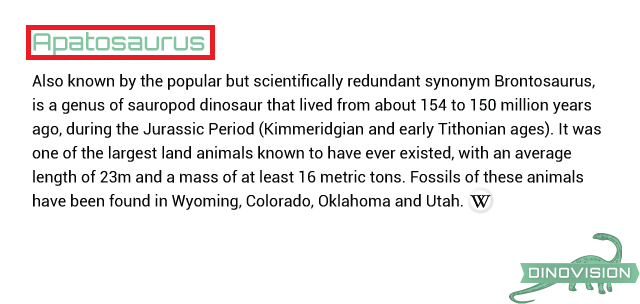 Apatosaurus
Also known by the popular but scientifically redundant synonym Brontosaurus,
is a genus of sauropod dinosaur that lived from about 154 to 150 million years
ago, during the Jurassic Period (Kimmeridgian and early Tithonian ages). It was
one of the largest land animals known to have ever existed, with an average
length of 23m and a mass of at least 16 metric tons. Fossils of these animals
have been found in Wyoming, Colorado, Oklahoma and Utah. W
DINOVISION